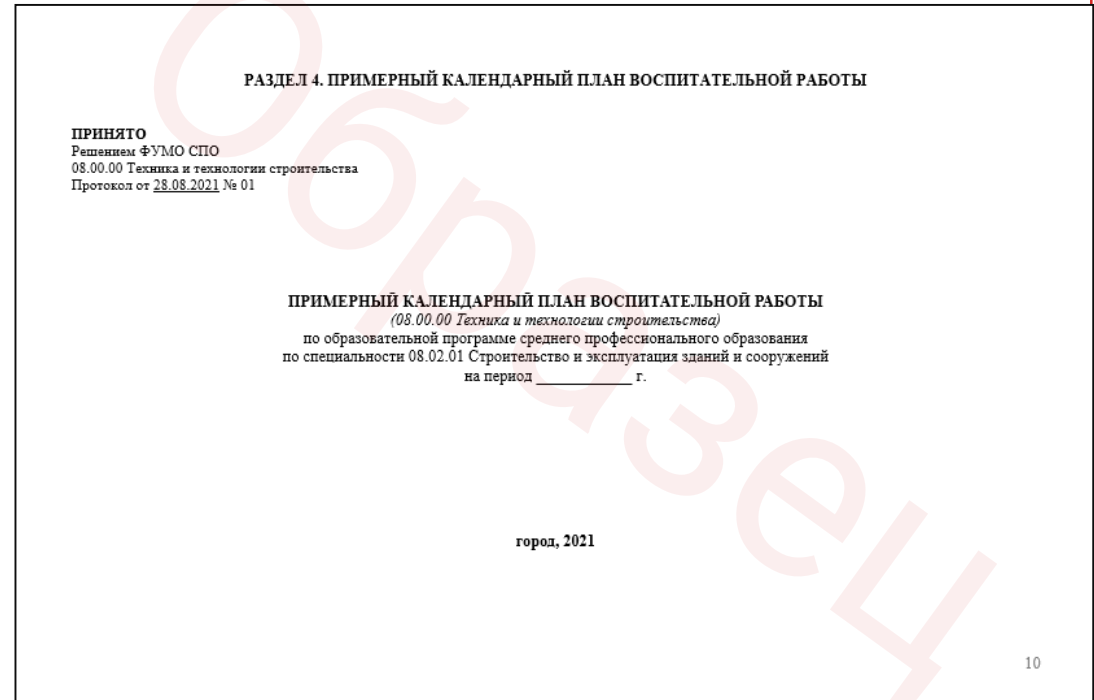 РАЗДЕЛ 4. ПРИМЕРНЫЙ КАЛЕНДАРНЫЙ ПЛАН ВОСПИТАТЕЛЬНОЙ РАБОТЫ
ПРИНЯТО
Решением ФУМО СПО
08.00.00 Техника и технологии строительства
Протокол от 28.08.2021 № 01
ПРИМЕРНЫЙ КАЛЕНДАРНЫЙ ПЛАН ВОСПИТАТЕЛЬНОЙ РАБОТЫ
(08.00.00 Техника и технологии строительства)
по образовательной программе среднего профессионального образования
по специальности 08.02.01 Строительство и эксплуатация зданий и сооружений
на период ____________ г.
город, 2021
10
Образец